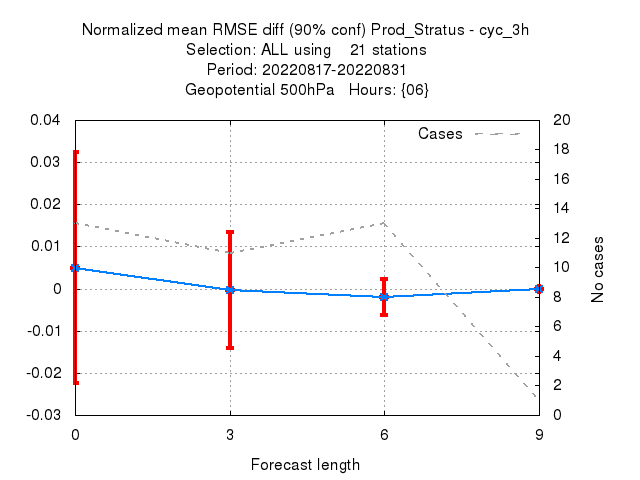 Normalized mean RMSE diff (90% conf) Prod_Stratus - cyc_3h
Selection: ALL using    21 stations
Period: 20220817-20220831
Geopotential 500hPa   Hours: {06}
0.04
0.03
0.02
0.01
0
-0.01
-0.02
-0.03
Cases
20
18
16
14
12
10
8
6
4
2
0
No cases
0 3 6 9
Forecast length